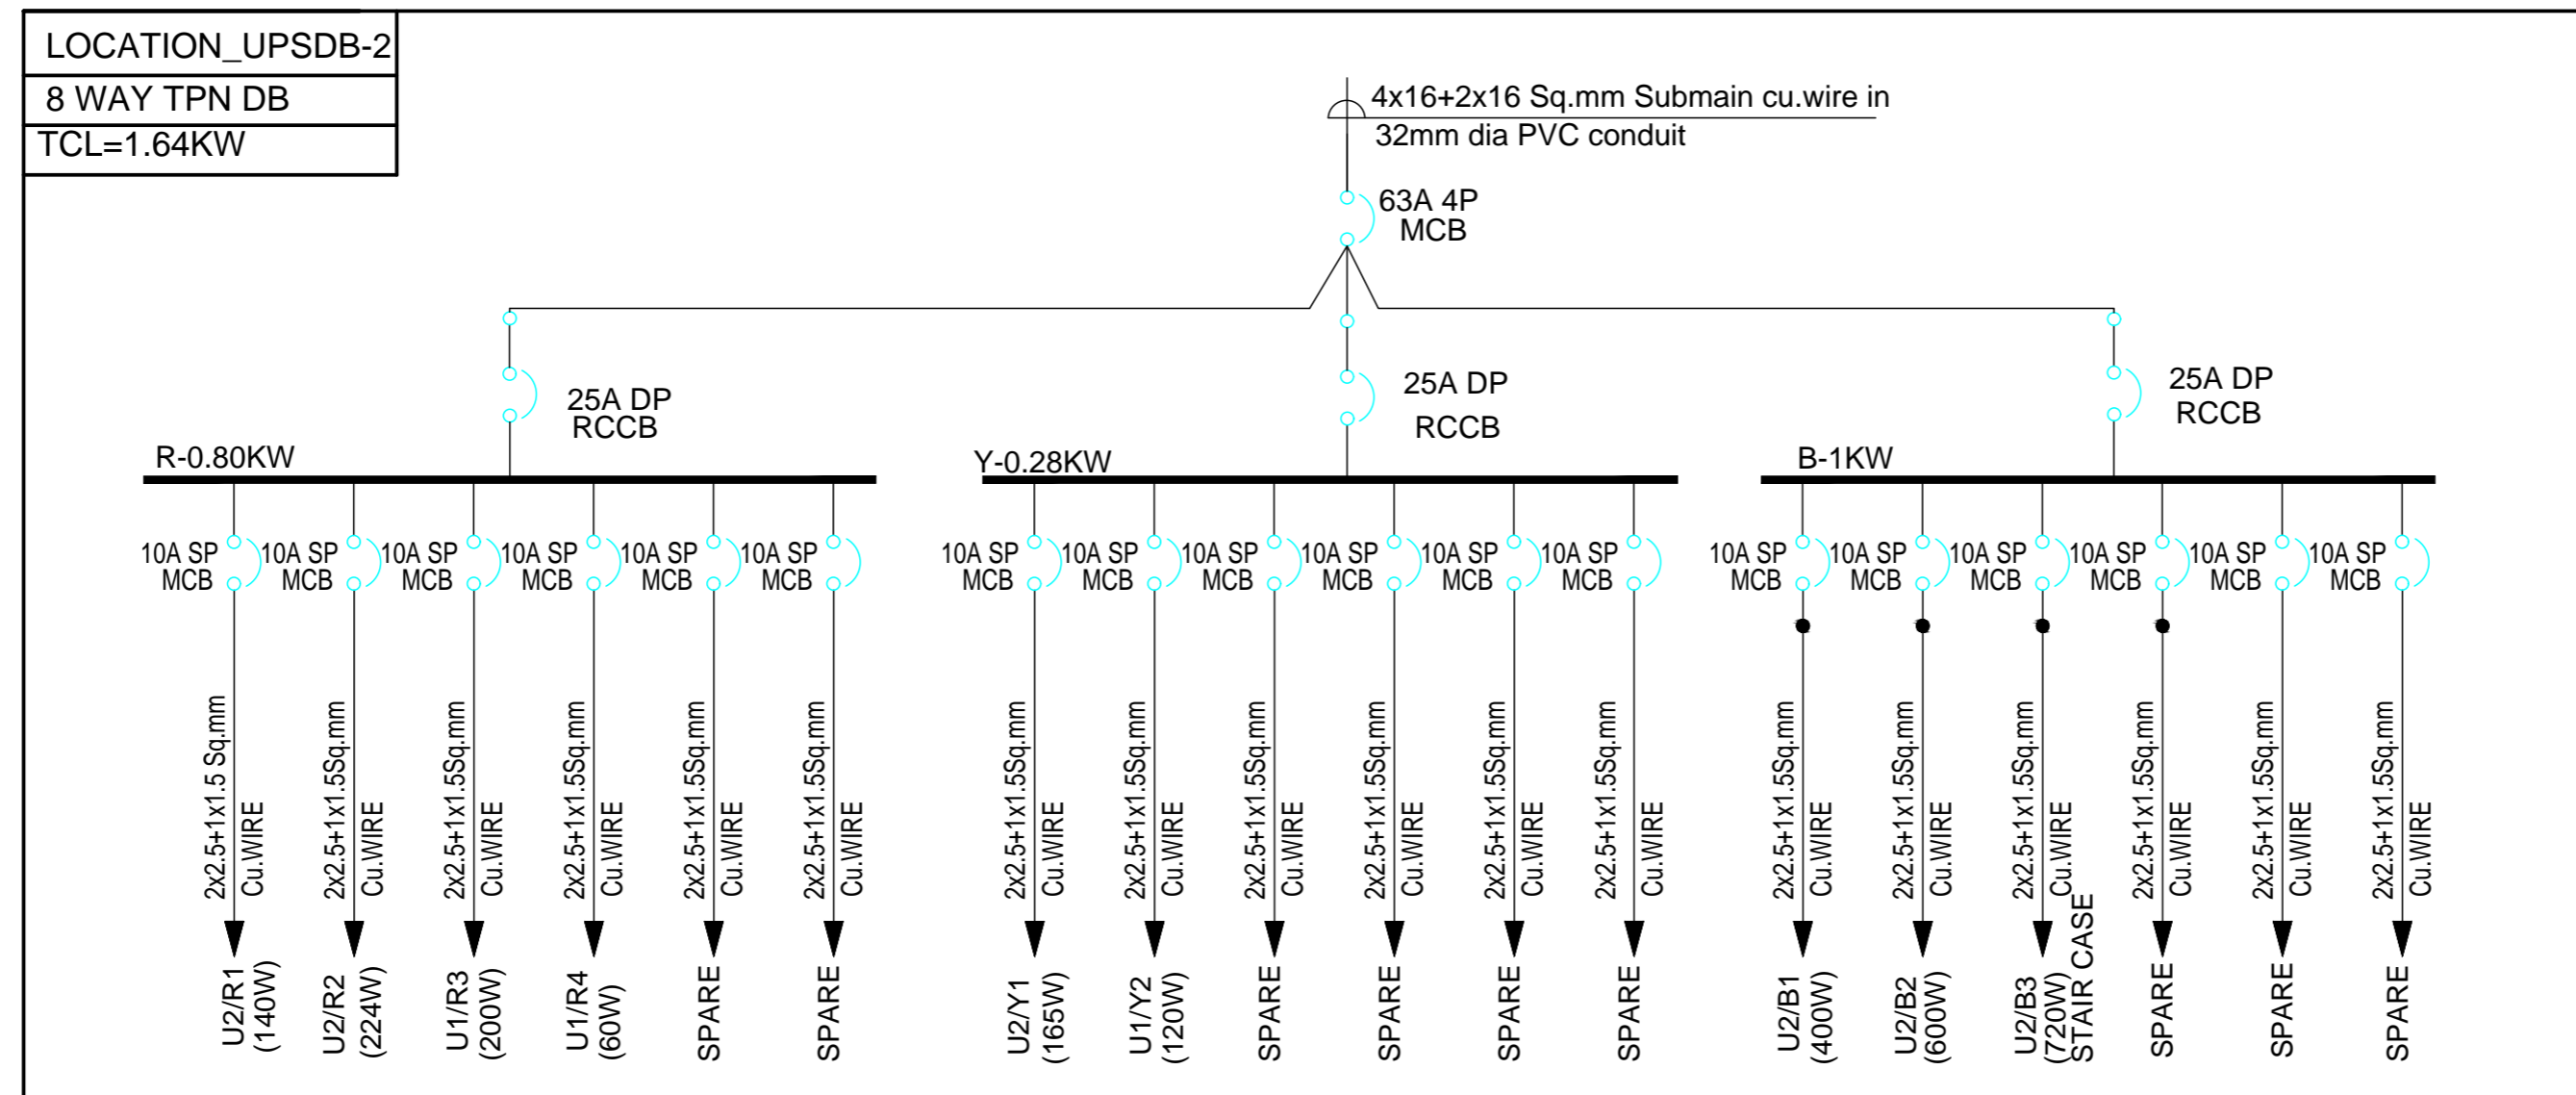 LOCATION_UPSDB-2
8 WAY TPN DB
TCL=1.64KW
4x16+2x16 Sq.mm Submain cu.wire in
32mm dia PVC conduit
63A 4P
MCB
25A DP
RCCB
25A DP
RCCB
25A DP
RCCB
R-0.80KW
Y-0.28KW
B-1KW
10A SP
MCB
10A SP
MCB
10A SP
MCB
10A SP
MCB
10A SP
MCB
10A SP
MCB
10A SP
MCB
10A SP
MCB
10A SP
MCB
10A SP
MCB
10A SP
MCB
10A SP
MCB
10A SP
MCB
10A SP
MCB
10A SP
MCB
10A SP
MCB
10A SP
MCB
10A SP
MCB
2x2.5+1x1.5 Sq.mm
Cu.WIRE
2x2.5+1x1.5Sq.mm
Cu.WIRE
2x2.5+1x1.5Sq.mm
Cu.WIRE
2x2.5+1x1.5Sq.mm
Cu.WIRE
2x2.5+1x1.5Sq.mm
Cu.WIRE
2x2.5+1x1.5Sq.mm
Cu.WIRE
2x2.5+1x1.5Sq.mm
Cu.WIRE
2x2.5+1x1.5Sq.mm
Cu.WIRE
2x2.5+1x1.5Sq.mm
Cu.WIRE
2x2.5+1x1.5Sq.mm
Cu.WIRE
2x2.5+1x1.5Sq.mm
Cu.WIRE
2x2.5+1x1.5Sq.mm
Cu.WIRE
2x2.5+1x1.5Sq.mm
Cu.WIRE
2x2.5+1x1.5Sq.mm
Cu.WIRE
2x2.5+1x1.5Sq.mm
Cu.WIRE
2x2.5+1x1.5Sq.mm
Cu.WIRE
2x2.5+1x1.5Sq.mm
Cu.WIRE
2x2.5+1x1.5Sq.mm
Cu.WIRE
U2/R1
(140W)
U2/R2
(224W)
U1/R3
(200W)
U1/R4
(60W)
SPARE
SPARE
U2/Y1
(165W)
U1/Y2
(120W)
SPARE
SPARE
SPARE
SPARE
U2/B1
(400W)
U2/B2
(600W)
U2/B3
(720W)
STAIR CASE
SPARE
SPARE
SPARE